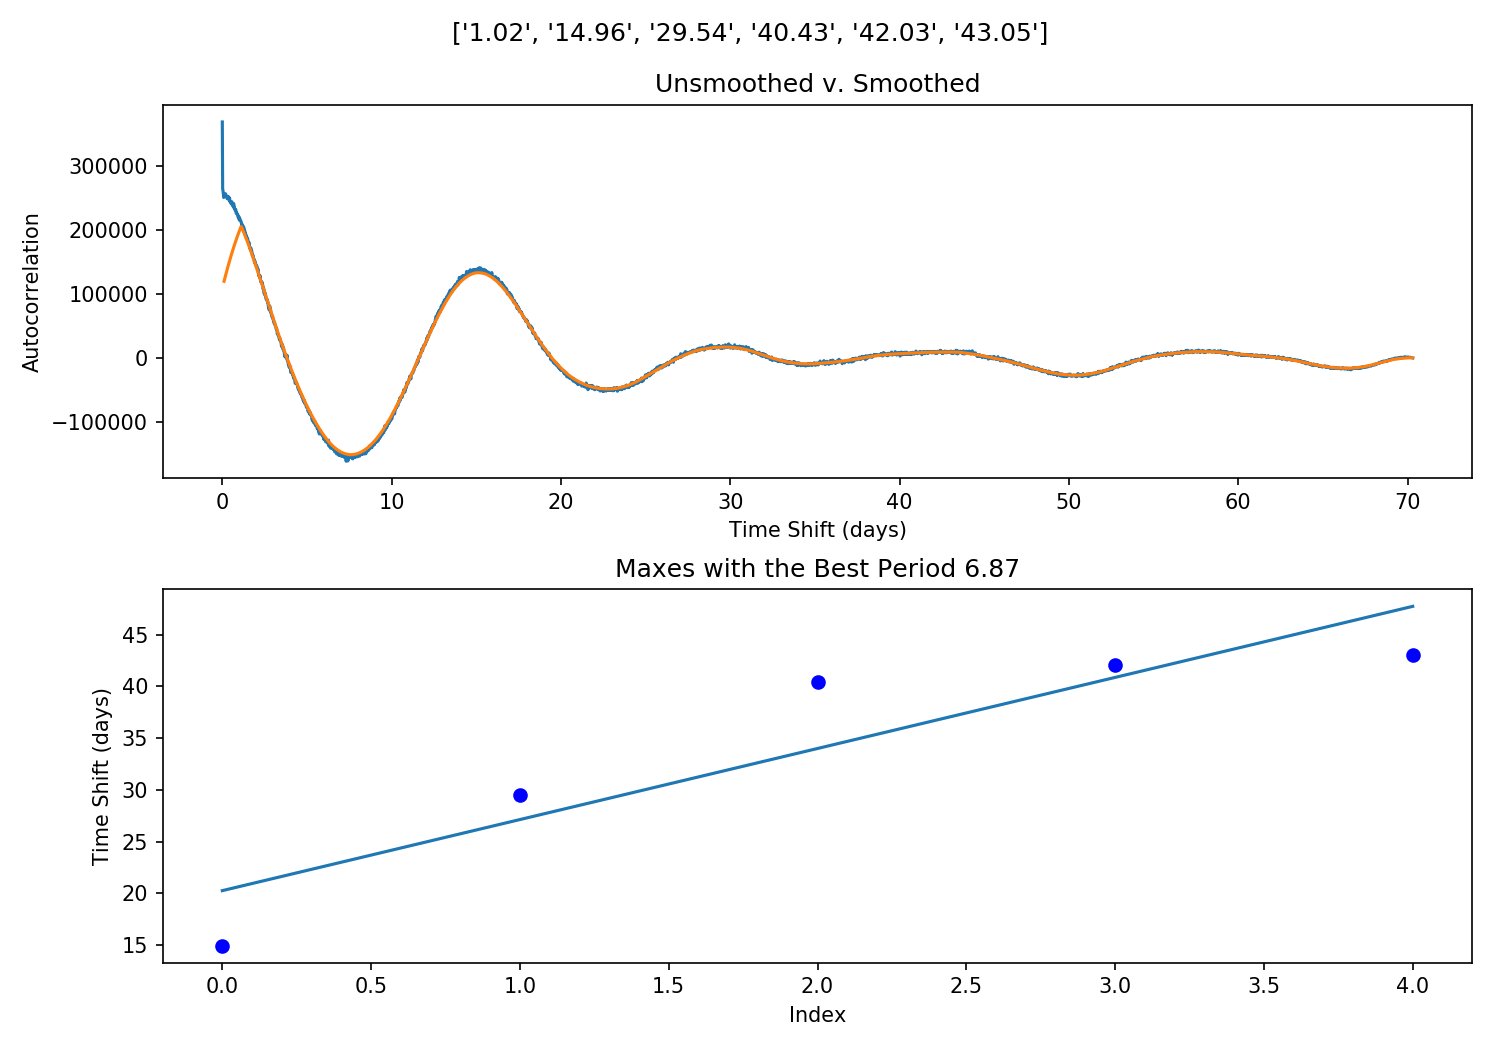 ['1.02', '14.96', '29.54', '40.43', '42.03', '43.05']
Unsmoothed v. Smoothed
Autocorrelation
300000
200000
100000
0
−100000
0 10 20 30 40 50 60 70
Time Shift (days)
Maxes with the Best Period 6.87
Time Shift (days)
45
40
35
30
25
20
15
0.0 0.5 1.0 1.5 2.0 2.5 3.0 3.5 4.0
Index